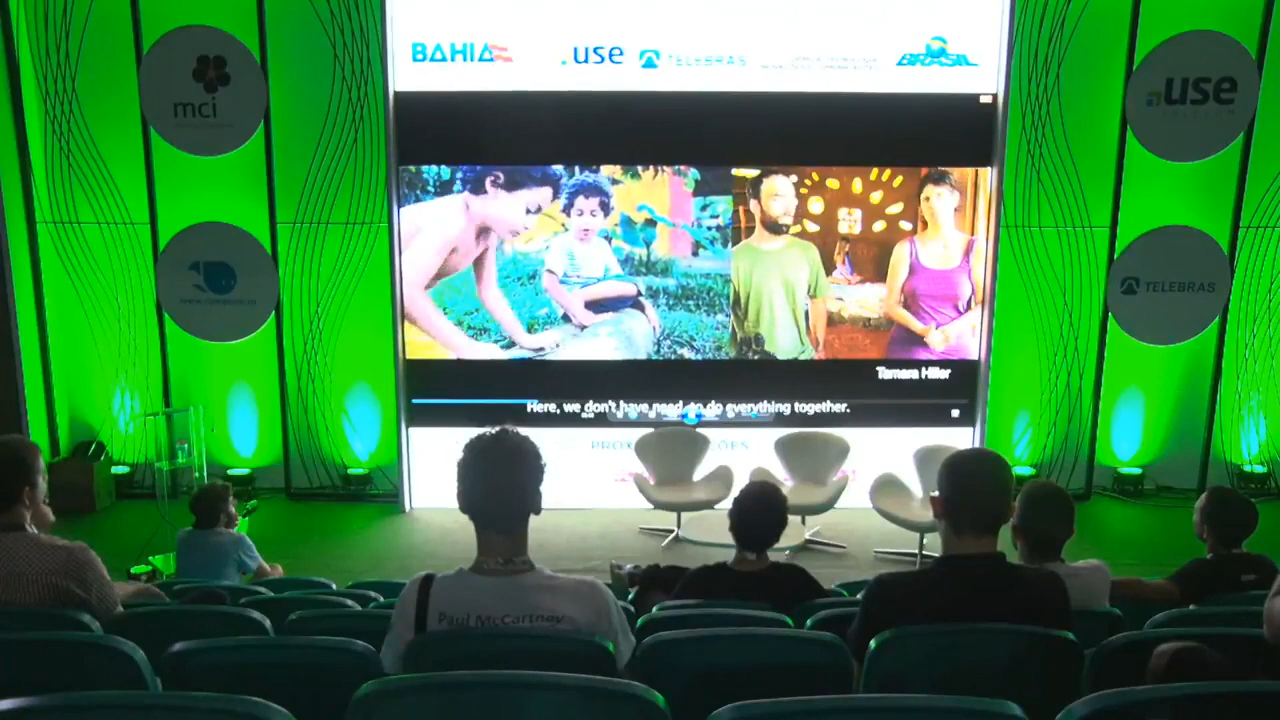 BAHIA
.use
TELEBRAS
BRASIL
mci
use
TELECOM
TELEBRAS
Tamara Hiller
Here, we don't have need to do everything together.
Paul McCartney